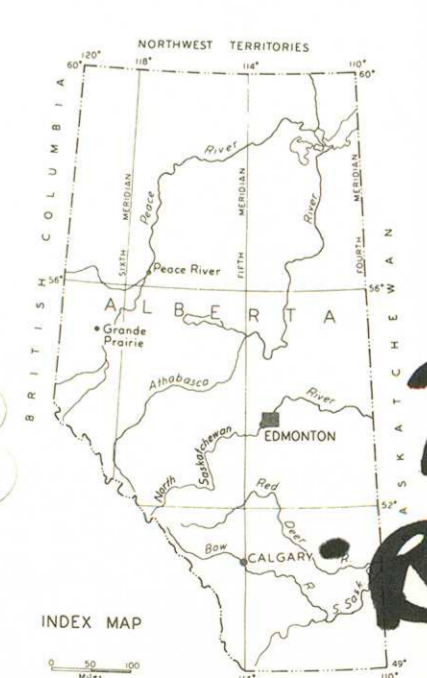 NORTHWEST TERRITORIES
120° 118° 114° 110°
60° 60°
BRITISH COLUMBIA
SIXTH MERIDIAN
FIFTH MERIDIAN
FOURTH MERIDIAN
Peace River
River
Peace River
56° 56°
ALBERTA
Grande
Prairie
Athabasca
North Saskatchewan River
EDMONTON
ASKATCHEWAN
52°
Red Deer R.
Bow R.
CALGARY
S. Sask
INDEX MAP
0 50 100
Miles
49°
114° 110°